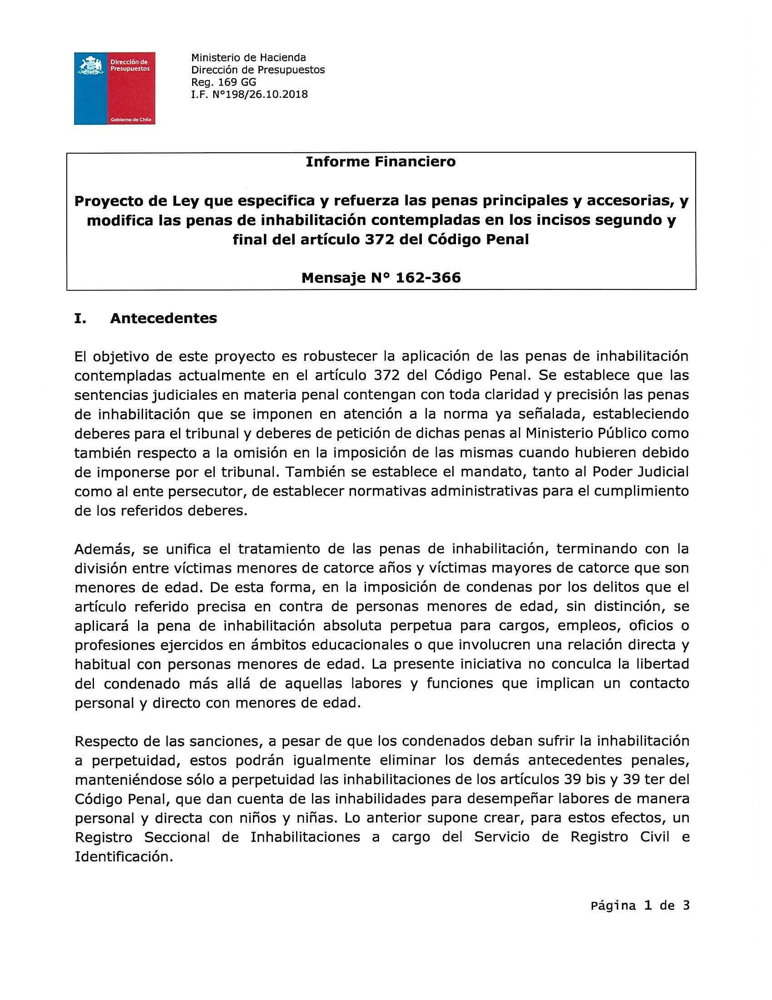 Dirección de
Presupuestos
Gobierno de Chile
Ministerio de Hacienda
Dirección de Presupuestos
Reg. 169 GG
I.F. N°198/26.10.2018
Informe Financiero
Proyecto de Ley que especifica y refuerza las penas principales y accesorias, y
modifica las penas de inhabilitación contempladas en los incisos segundo y
final del artículo 372 del Código Penal
Mensaje N° 162-366
I. Antecedentes
El objetivo de este proyecto es robustecer la aplicación de las penas de inhabilitación
contempladas actualmente en el artículo 372 del Código Penal. Se establece que las
sentencias judiciales en materia penal contengan con toda claridad y precisión las penas
de inhabilitación que se imponen en atención a la norma ya señalada, estableciendo
deberes para el tribunal y deberes de petición de dichas penas al Ministerio Público como
también respecto a la omisión en la imposición de las mismas cuando hubieren debido
de imponerse por el tribunal. También se establece el mandato, tanto al Poder Judicial
como al ente persecutor, de establecer normativas administrativas para el cumplimiento
de los referidos deberes.
Además, se unifica el tratamiento de las penas de inhabilitación, terminando con la
división entre víctimas menores de catorce años y víctimas mayores de catorce que son
menores de edad. De esta forma, en la imposición de condenas por los delitos que el
artículo referido precisa en contra de personas menores de edad, sin distinción, se
aplicará la pena de inhabilitación absoluta perpetua para cargos, empleos, oficios o
profesiones ejercidos en ámbitos educacionales o que involucren una relación directa y
habitual con personas menores de edad. La presente iniciativa no conculca la libertad
del condenado más allá de aquellas labores y funciones que implican un contacto
personal y directo con menores de edad.
Respecto de las sanciones, a pesar de que los condenados deban sufrir la inhabilitación
a perpetuidad, estos podrán igualmente eliminar los demás antecedentes penales,
manteniéndose sólo a perpetuidad las inhabilitaciones de los artículos 39 bis y 39 ter del
Código Penal, que dan cuenta de las inhabilidades para desempeñar labores de manera
personal y directa con niños y niñas. Lo anterior supone crear, para estos efectos, un
Registro Seccional de Inhabilitaciones a cargo del Servicio de Registro Civil e
Identificación.
Página 1 de 3